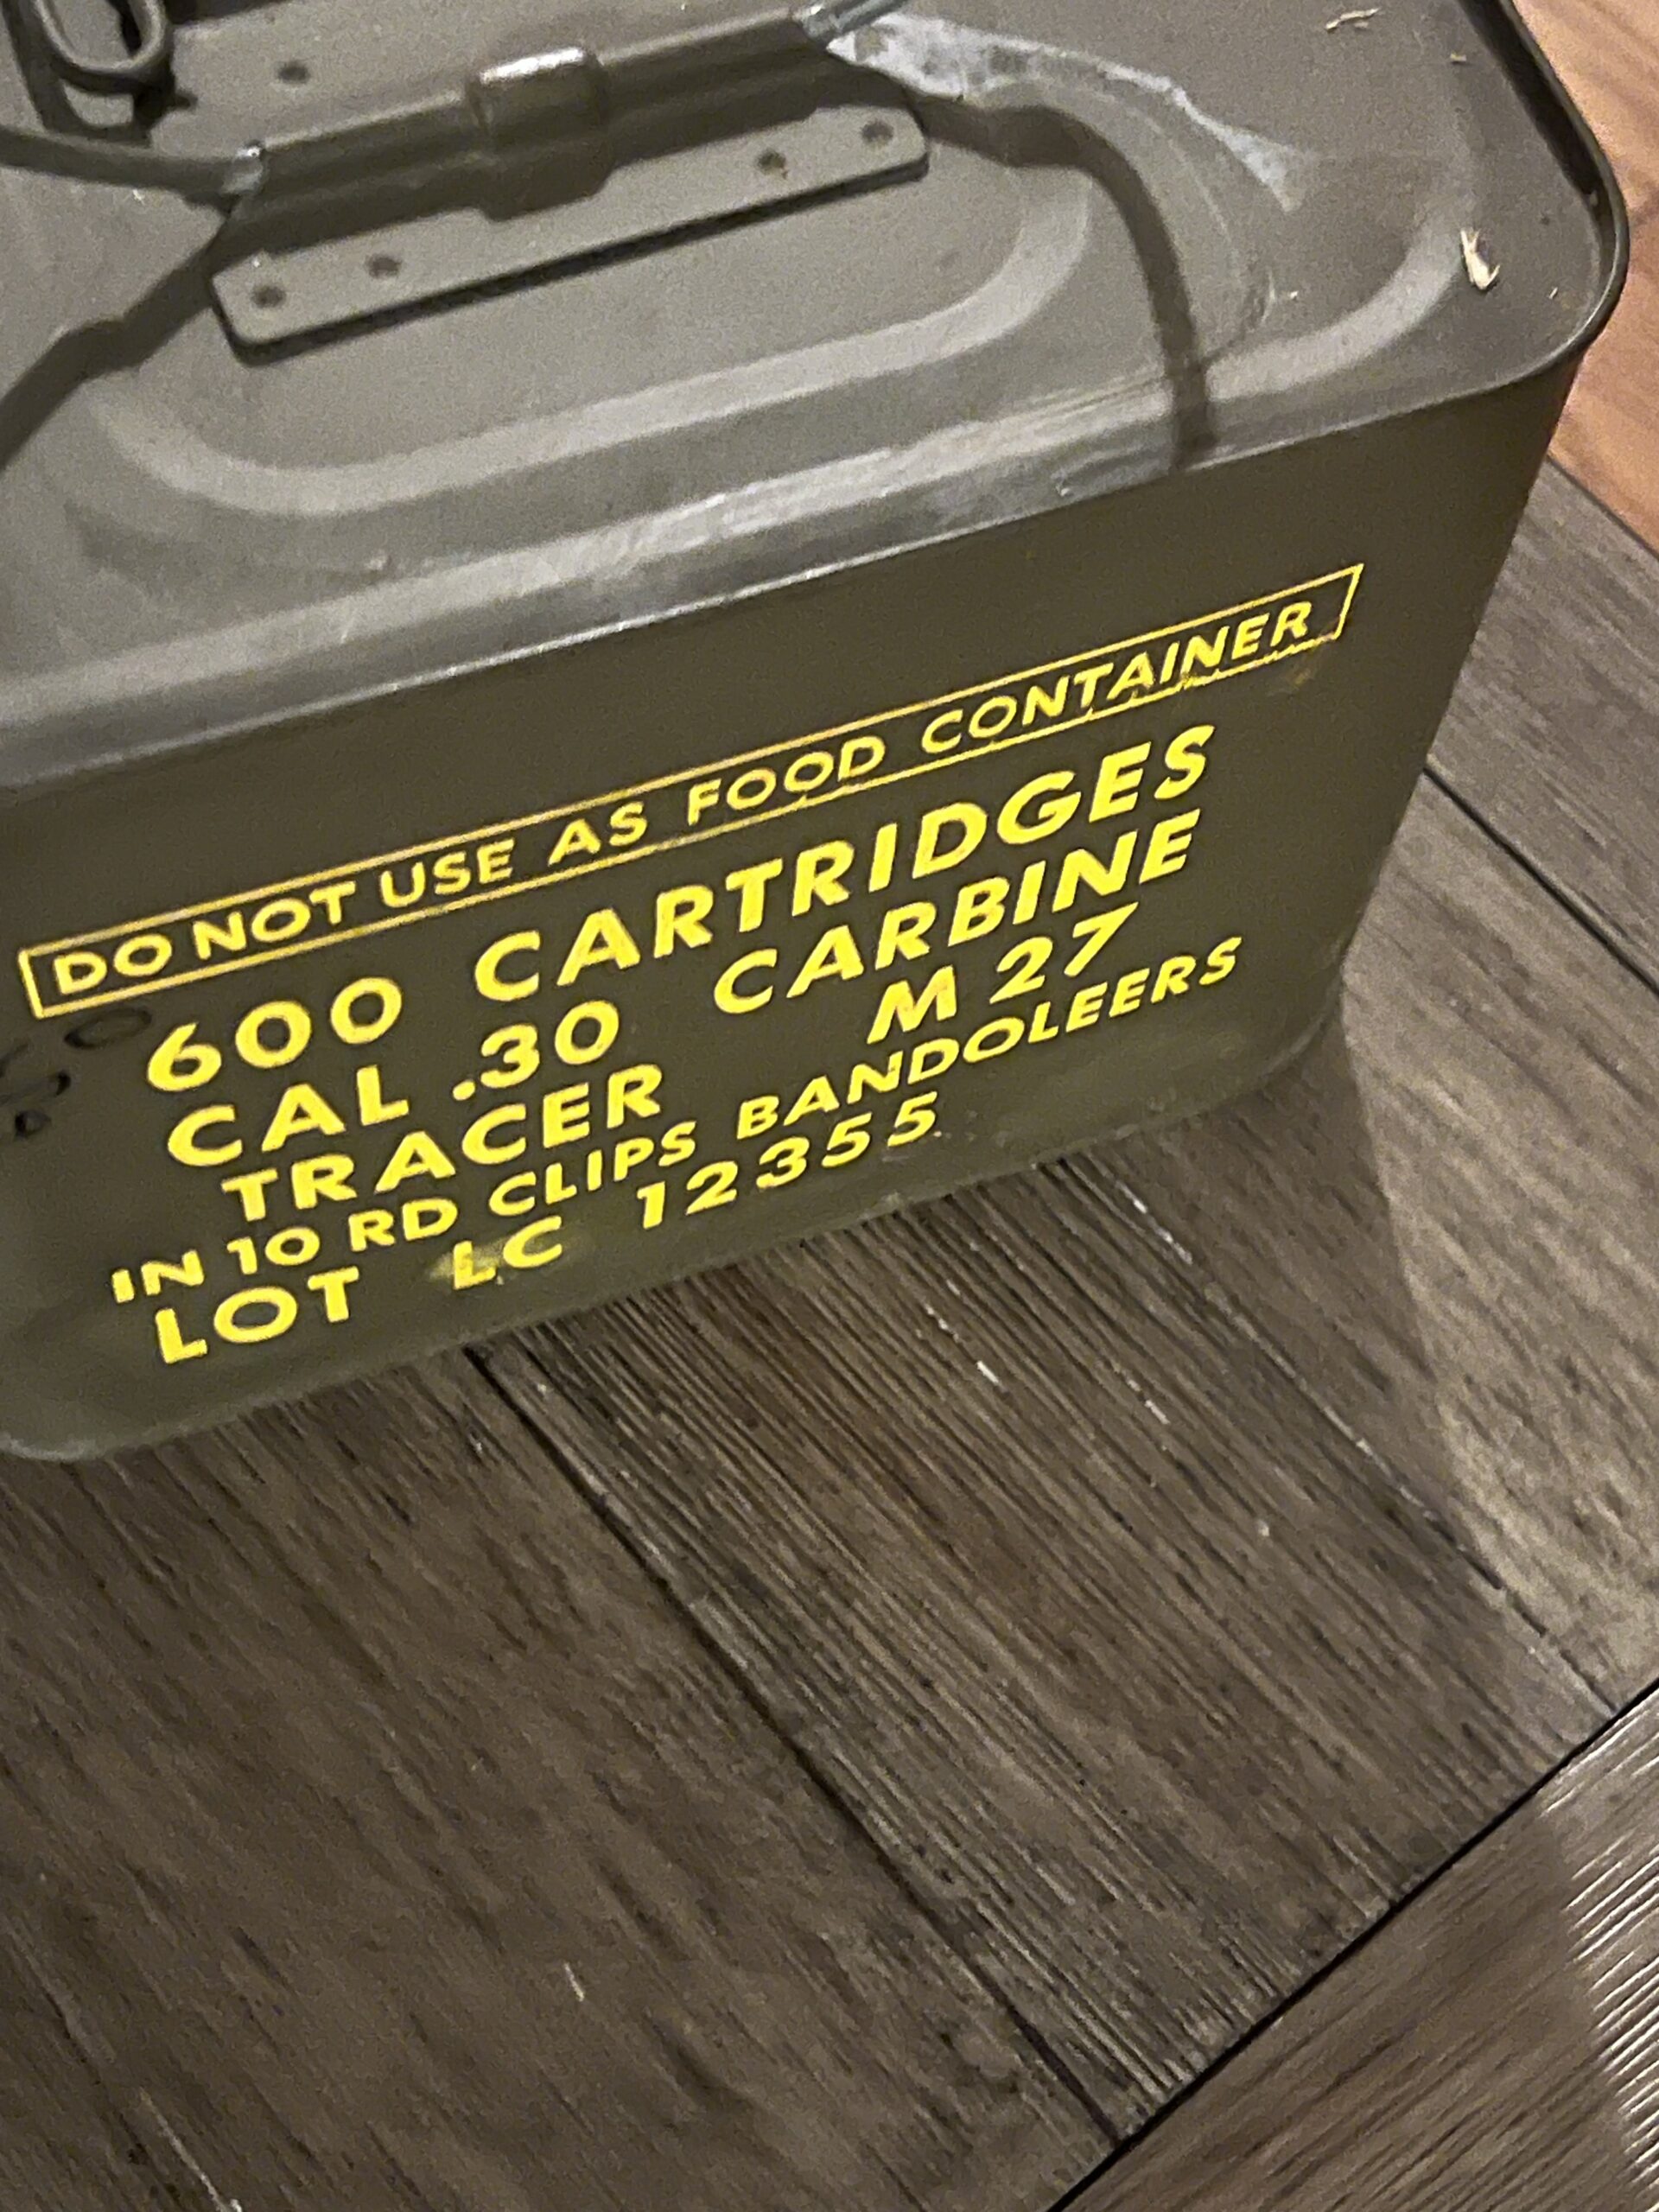 DO NOT USE AS FOOD CONTAINER
600 CARTRIDGES
CAL .30 CARBINE
TRACER M 27
IN 10 RD CLIPS BANDOLEERS
LOT LC 12355